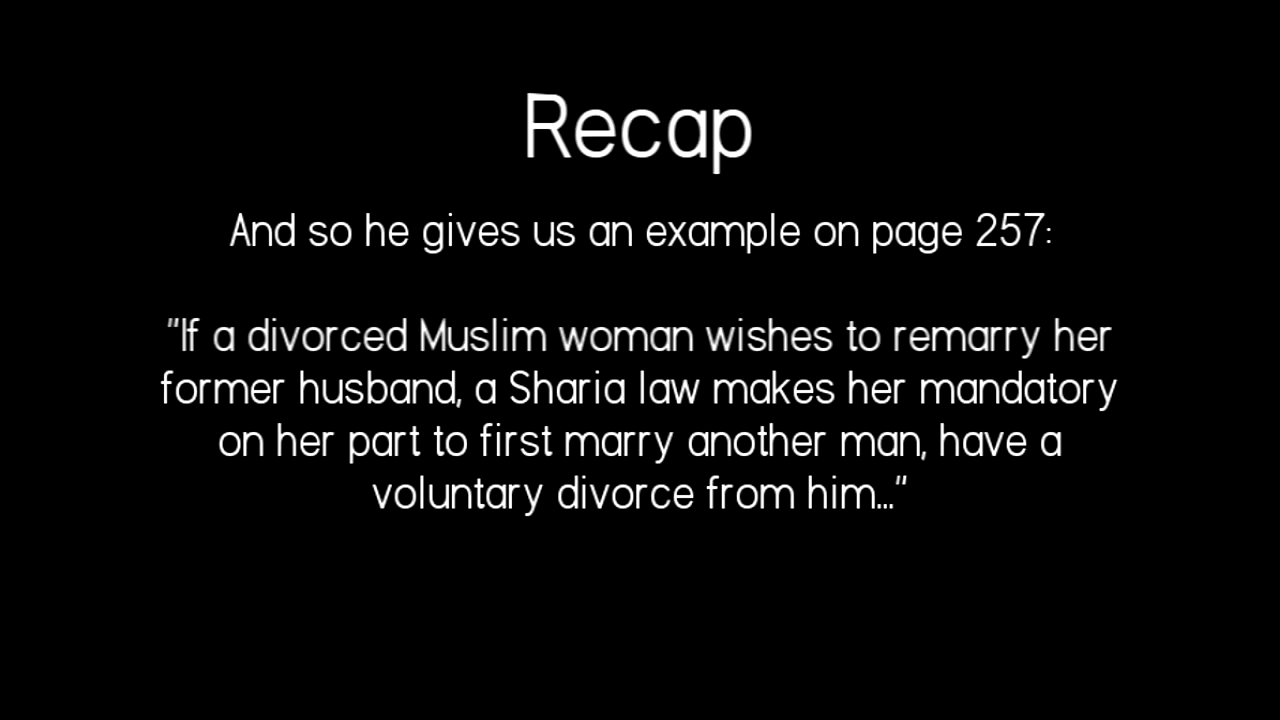 Recap
And so he gives us an example on page 257:
"If a divorced Muslim woman wishes to remarry her
former husband, a Sharia law makes her mandatory
on her part to first marry another man, have a
voluntary divorce from him..."